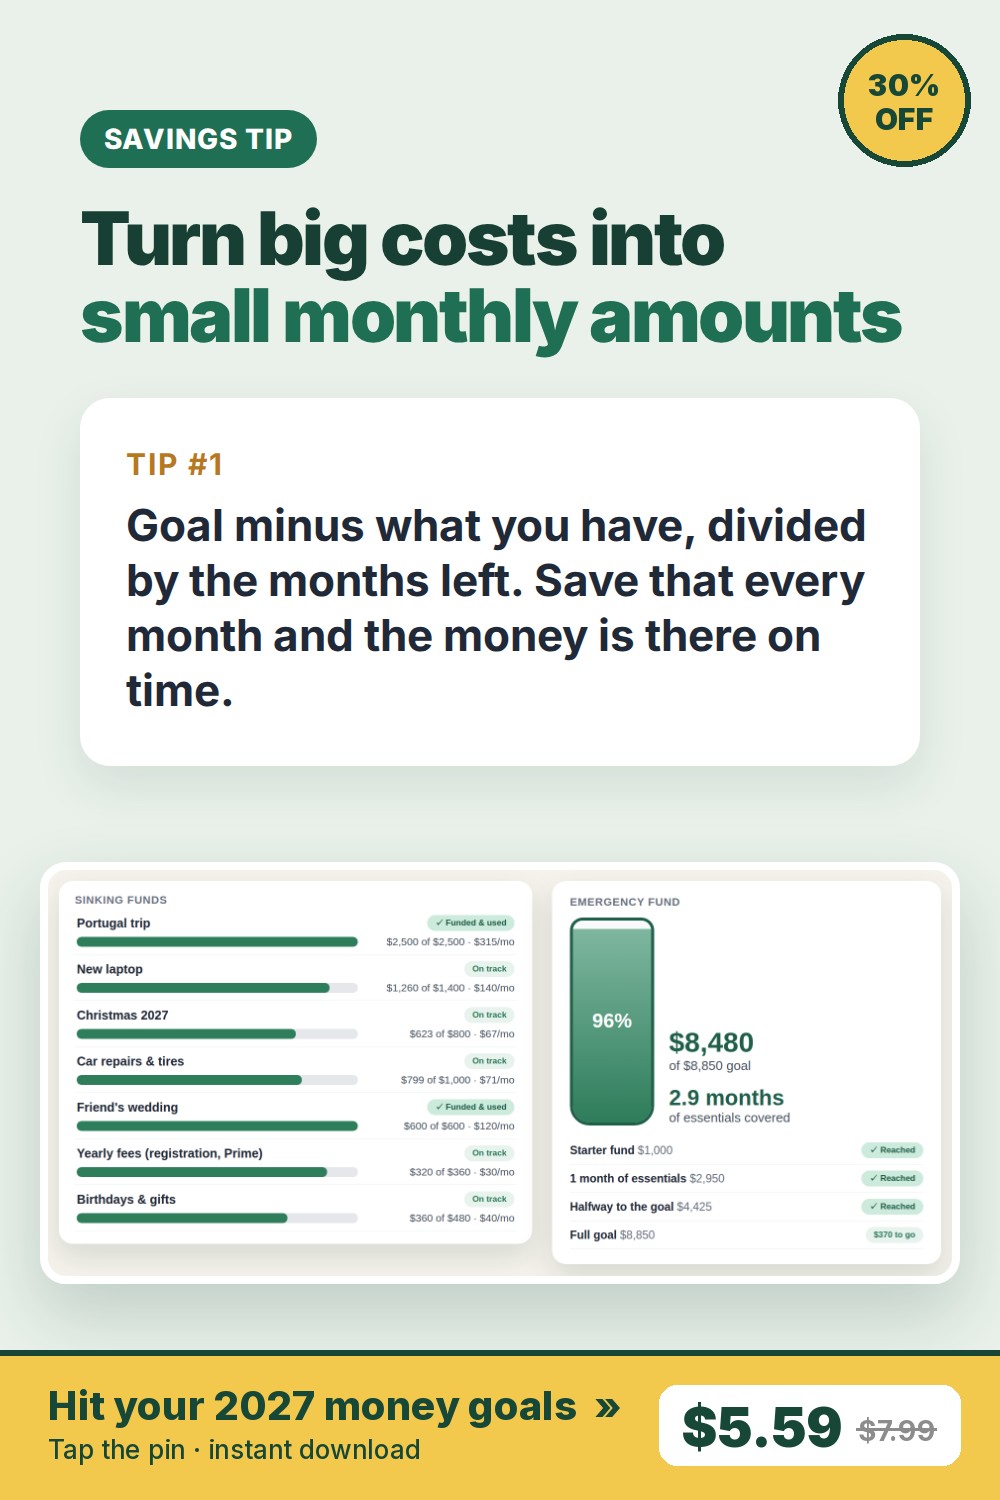 30%
OFF
SAVINGS TIP
Turn big costs into
small monthly amounts
TIP #1
Goal minus what you have, divided
by the months left. Save that every
month and the money is there on
time.
SINKING FUNDS
Portugal trip
✓ Funded & used
$2,500 of $2,500 · $315/mo
New laptop
On track
$1,260 of $1,400 · $140/mo
Christmas 2027
On track
$623 of $800 · $67/mo
Car repairs & tires
On track
$799 of $1,000 · $71/mo
Friend's wedding
✓ Funded & used
$600 of $600 · $120/mo
Yearly fees (registration, Prime)
On track
$320 of $360 · $30/mo
Birthdays & gifts
On track
$360 of $480 · $40/mo
EMERGENCY FUND
96%
$8,480
of $8,850 goal
2.9 months
of essentials covered
Starter fund $1,000 ✓ Reached
1 month of essentials $2,950 ✓ Reached
Halfway to the goal $4,425 ✓ Reached
Full goal $8,850 $370 to go
Hit your 2027 money goals »
Tap the pin · instant download
$5.59 $7.99